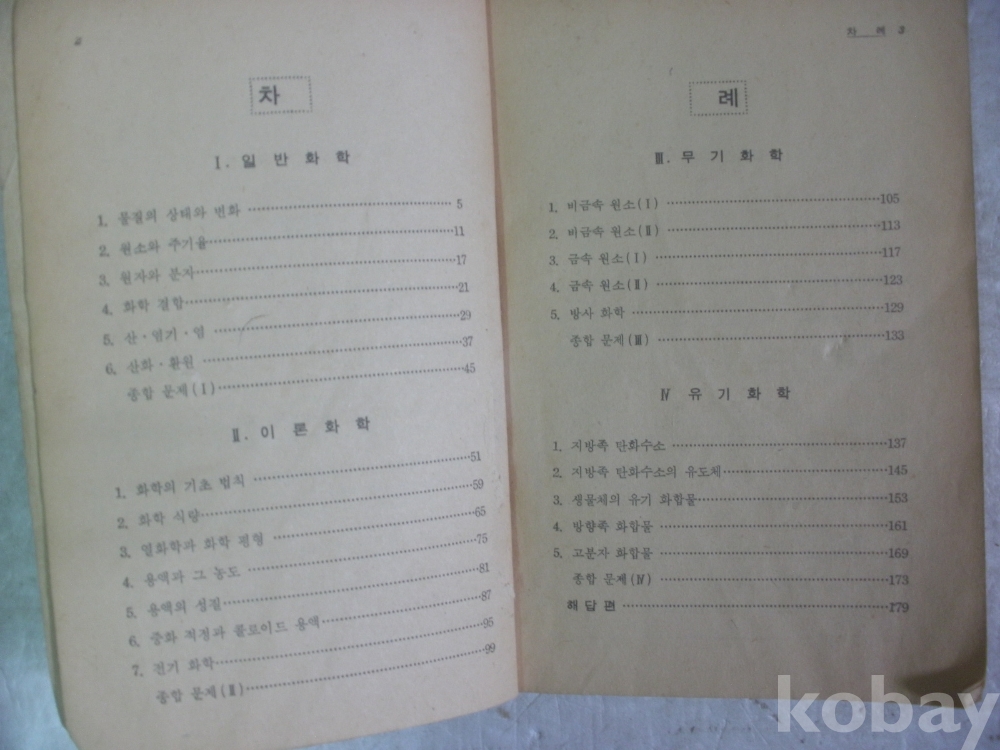 2
차
Ⅰ. 일 반 화 학
1. 물질의 상태와 변화 5
2. 원소와 주기율 11
3. 원자와 분자 17
4. 화학 결합 21
5. 산·염기·염 29
6. 산화·환원 37
종합 문제(Ⅰ) 45
Ⅱ. 이 론 화 학
1. 화학의 기초 법칙 51
2. 화학 식량 59
3. 열화학과 화학 평형 65
4. 용액과 그 농도 75
5. 용액의 성질 81
6. 중화 적정과 콜로이드 용액 87
7. 전기 화학 95
종합 문제(Ⅱ) 99
차 례 3
례
Ⅲ. 무 기 화 학
1. 비금속 원소(Ⅰ) 105
2. 비금속 원소(Ⅱ) 113
3. 금속 원소(Ⅰ) 117
4. 금속 원소(Ⅱ) 123
5. 방사 화학 129
종합 문제(Ⅲ) 133
Ⅳ 유 기 화 학
1. 지방족 탄화수소 137
2. 지방족 탄화수소의 유도체 145
3. 생물체의 유기 화합물 153
4. 방향족 화합물 161
5. 고분자 화합물 169
종합 문제(Ⅳ) 173
해답편 179
kobay